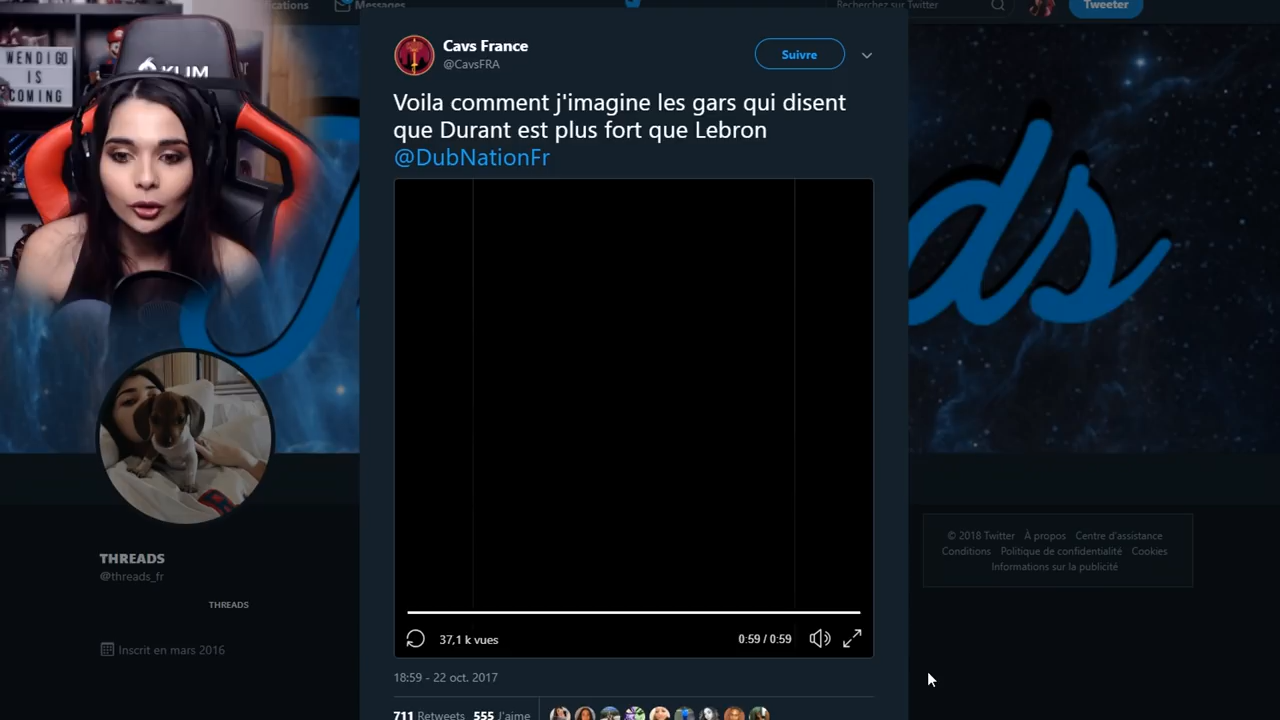 Messages
Recherchez sur Twitter
Tweeter
WENDIGO
IS
COMING
KLIM
Cavs France
@CavsFRA
Suivre
Voila comment j'imagine les gars qui disent
que Durant est plus fort que Lebron
@DubNationFr
ds
37,1 k vues
0:59 / 0:59
18:59 - 22 oct. 2017
711 Retweets 555 J'aime
THREADS
@threads_fr
THREADS
Inscrit en mars 2016
© 2018 Twitter À propos Centre d'assistance
Conditions Politique de confidentialité Cookies
Informations sur la publicité